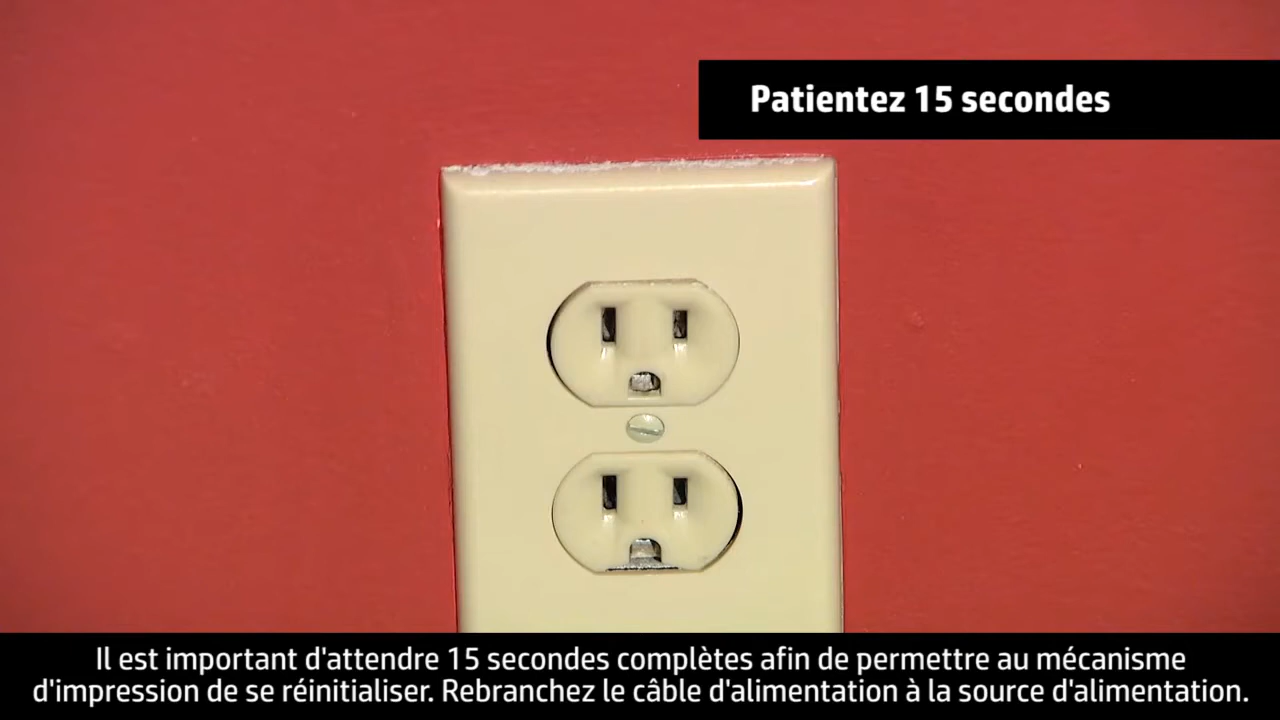 Patientez 15 secondes
Il est important d'attendre 15 secondes complètes afin de permettre au mécanisme
d'impression de se réinitialiser. Rebranchez le câble d'alimentation à la source d'alimentation.